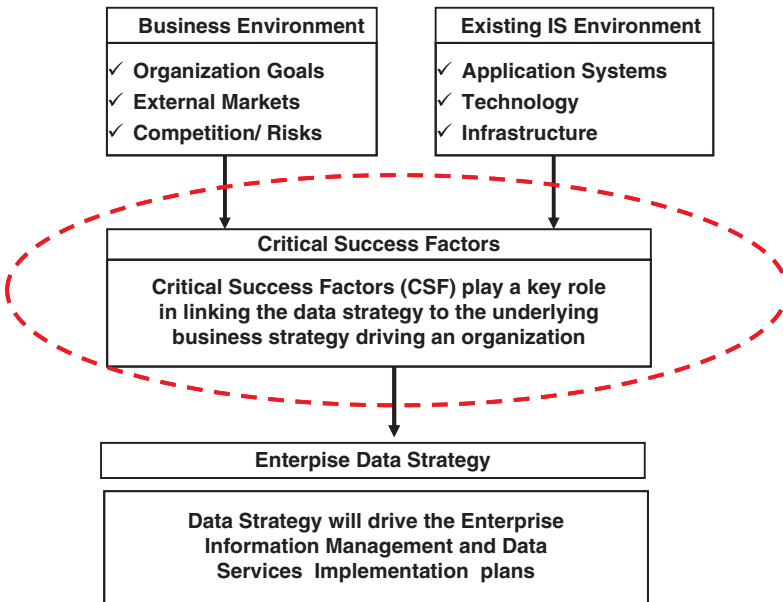 Business Environment
✓ Organization Goals
✓ External Markets
✓ Competition/ Risks
Existing IS Environment
✓ Application Systems
✓ Technology
✓ Infrastructure
Critical Success Factors
Critical Success Factors (CSF) play a key role
in linking the data strategy to the underlying
business strategy driving an organization
Enterpise Data Strategy
Data Strategy will drive the Enterprise
Information Management and Data
Services Implementation plans